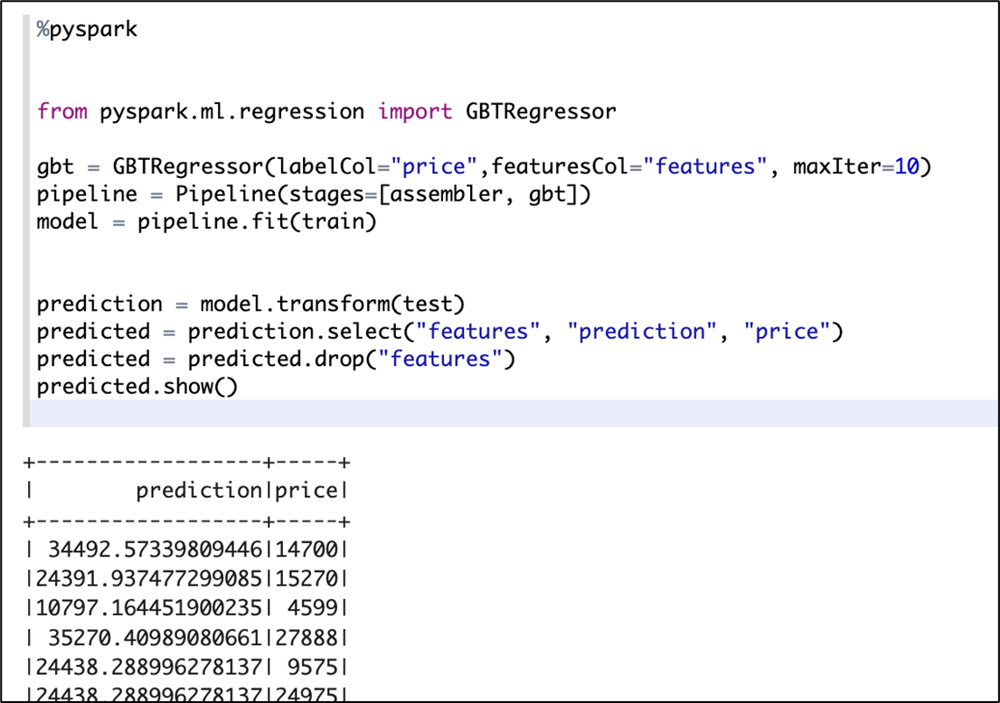 %pyspark
from pyspark.ml.regression import GBTRegressor
gbt = GBTRegressor(labelCol="price",featuresCol="features", maxIter=10)
pipeline = Pipeline(stages=[assembler, gbt])
model = pipeline.fit(train)
prediction = model.transform(test)
predicted = prediction.select("features", "prediction", "price")
predicted = predicted.drop("features")
predicted.show()
+------------------+-----+
|        prediction|price|
+------------------+-----+
| 34492.57339809446|14700|
|24391.937477299085|15270|
|10797.164451900235| 4599|
| 35270.40989080661|27888|
|24438.288996278137| 9575|
|24438.288996278137|24975|